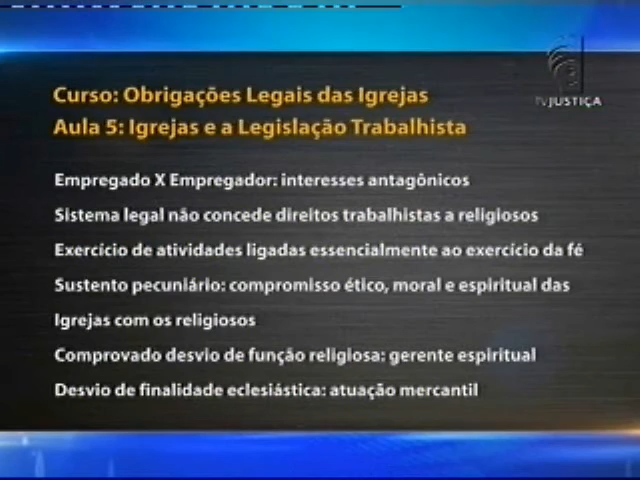 TV JUSTIÇA
Curso: Obrigações Legais das Igrejas
Aula 5: Igrejas e a Legislação Trabalhista
Empregado X Empregador: interesses antagônicos
Sistema legal não concede direitos trabalhistas a religiosos
Exercício de atividades ligadas essencialmente ao exercício da fé
Sustento pecuniário: compromisso ético, moral e espiritual das
Igrejas com os religiosos
Comprovado desvio de função religiosa: gerente espiritual
Desvio de finalidade eclesiástica: atuação mercantil